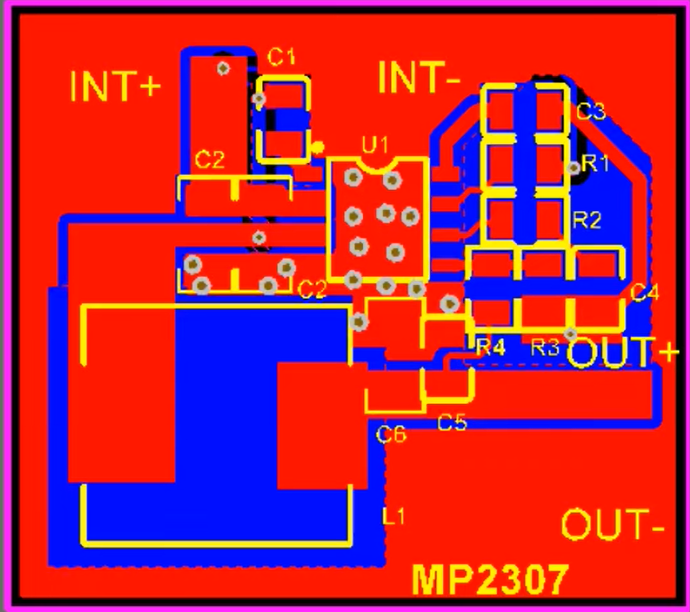 C1
INT+
INT-
C3
U1
C2
R1
R2
C2
C4
R4
R3
OUT+
C5
C6
L1
OUT-
MP2307